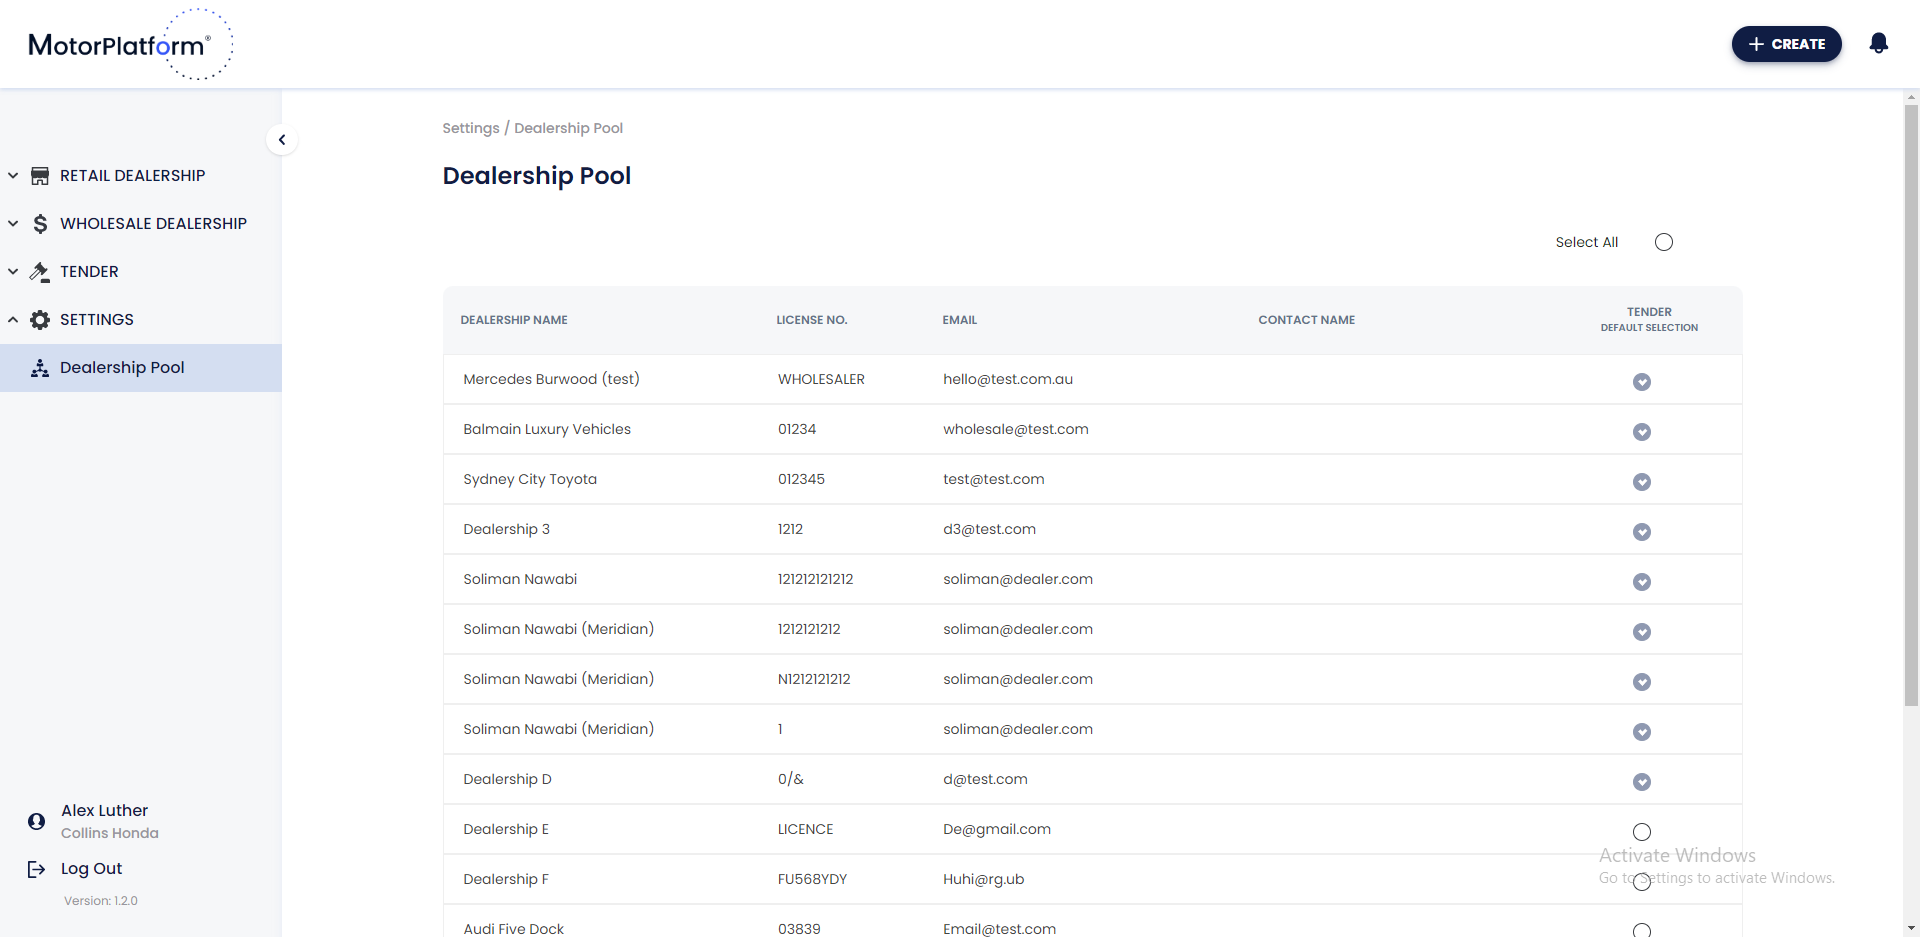 MotorPlatform®
CREATE
Settings / Dealership Pool
Dealership Pool
RETAIL DEALERSHIP
WHOLESALE DEALERSHIP
TENDER
SETTINGS
Dealership Pool
Select All
DEALERSHIP NAME LICENSE NO. EMAIL CONTACT NAME TENDER
DEFAULT SELECTION
Mercedes Burwood (test) WHOLESALER hello@test.com.au
Balmain Luxury Vehicles 01234 wholesale@test.com
Sydney City Toyota 012345 test@test.com
Dealership 3 1212 d3@test.com
Soliman Nawabi 121212121212 soliman@dealer.com
Soliman Nawabi (Meridian) 1212121212 soliman@dealer.com
Soliman Nawabi (Meridian) N1212121212 soliman@dealer.com
Soliman Nawabi (Meridian) 1 soliman@dealer.com
Dealership D 0/& d@test.com
Dealership E LICENCE De@gmail.com
Dealership F FU568YDY Huhi@rg.ub
Audi Five Dock 03839 Email@test.com
Alex Luther
Collins Honda
Log Out
Version: 1.2.0
Activate Windows
Go to Settings to activate Windows.